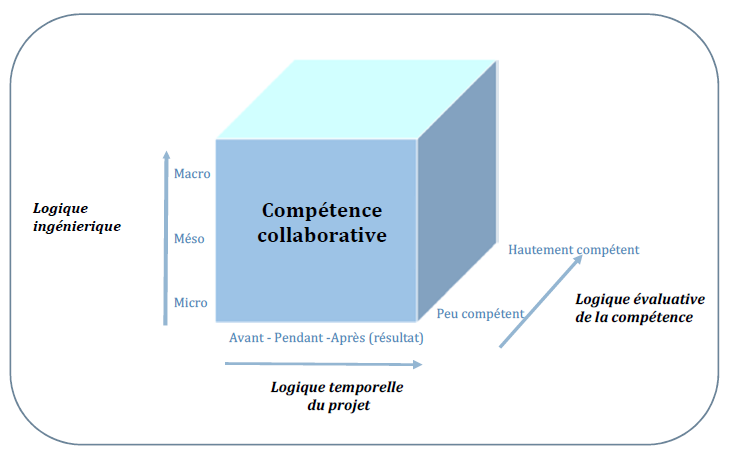 Macro
Logique
ingénierique
Compétence
collaborative
Méso
Hautement compétent
Micro
Logique évaluative
de la compétence
Peu compétent
Avant - Pendant -Après (résultat)
Logique temporelle
du projet